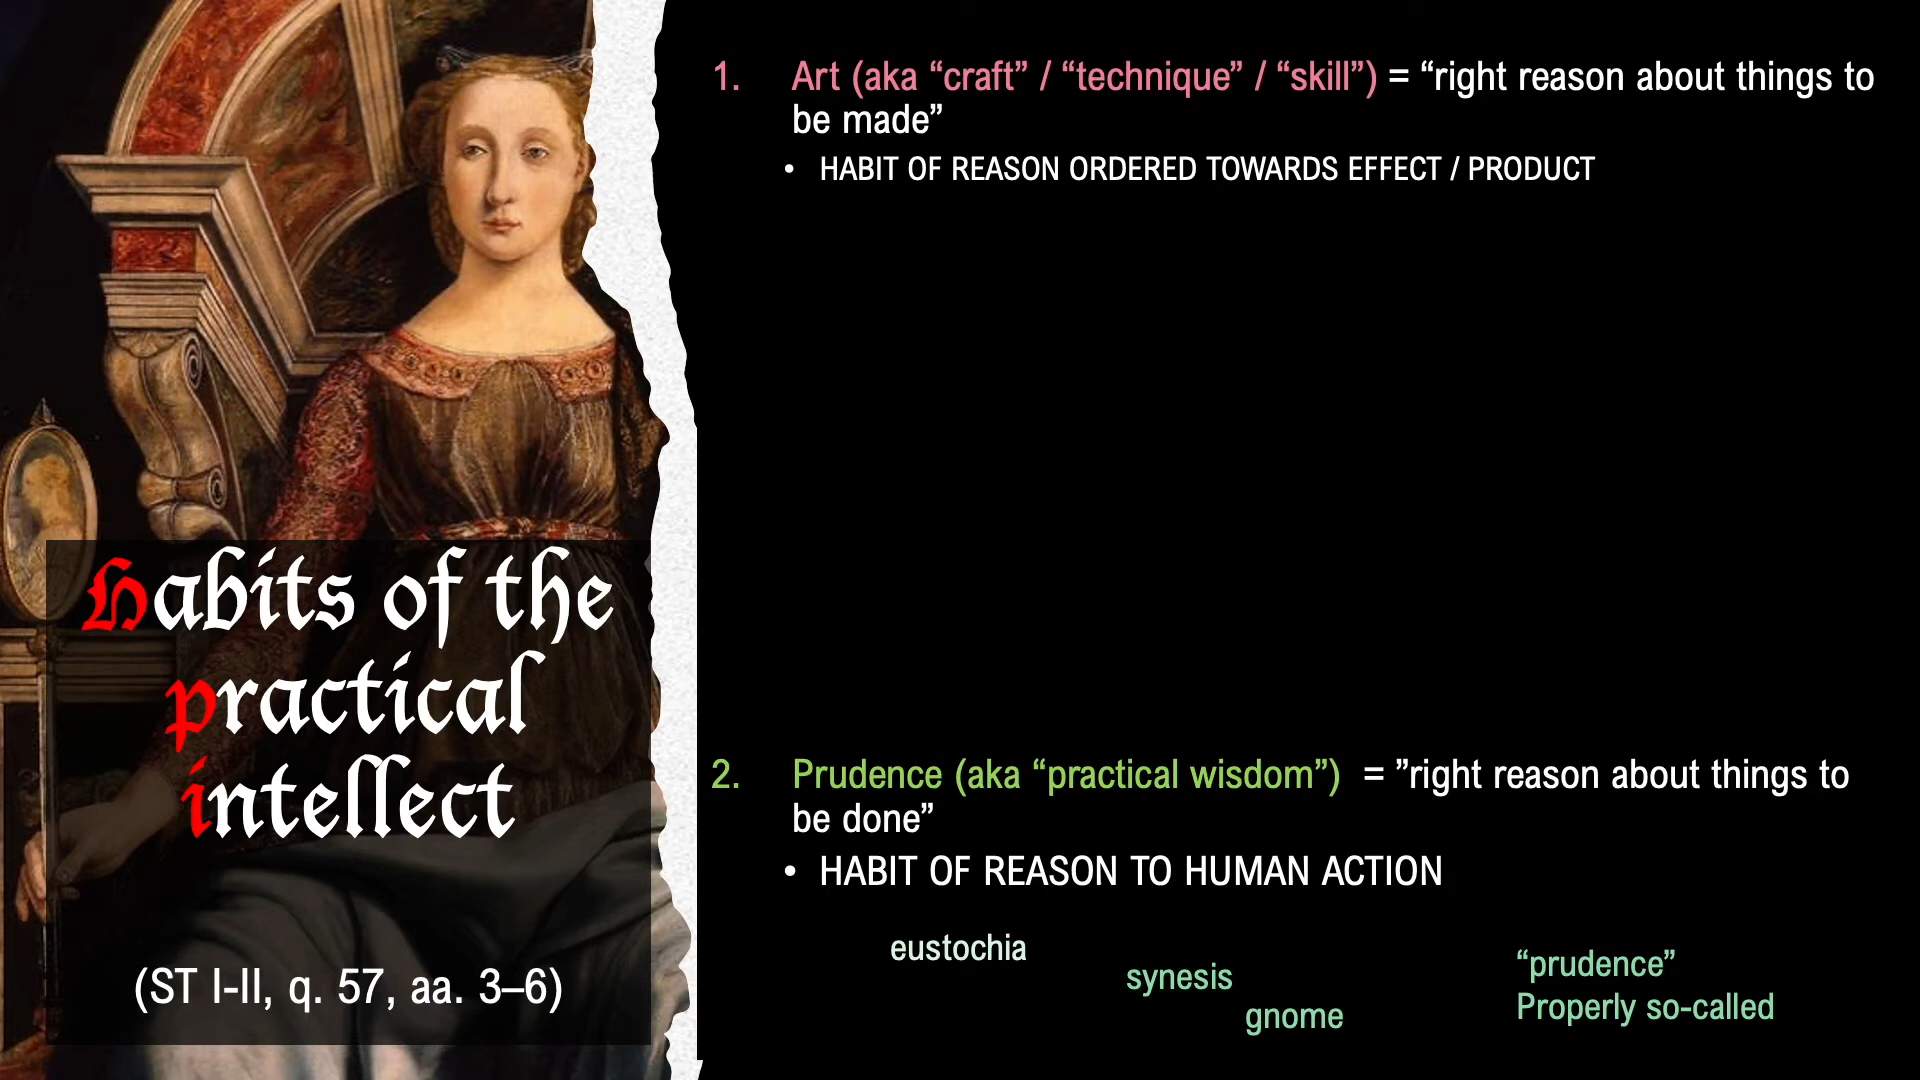 Habits of the
practical
intellect
(ST I-II, q. 57, aa. 3–6)
1. Art (aka “craft” / “technique” / “skill”) = “right reason about things to
be made”
• HABIT OF REASON ORDERED TOWARDS EFFECT / PRODUCT
2. Prudence (aka “practical wisdom”) = ”right reason about things to
be done”
• HABIT OF REASON TO HUMAN ACTION
eustochia
synesis
gnome
“prudence”
Properly so-called